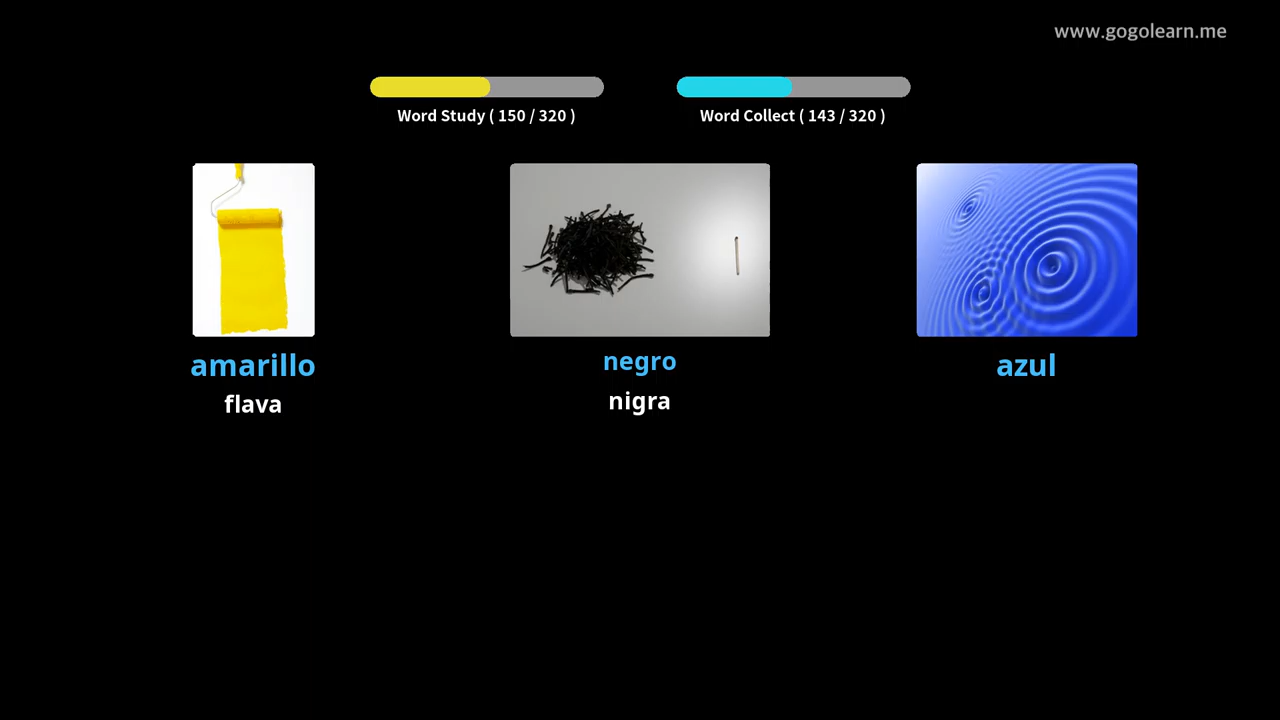 www.gogolearn.me
Word Study ( 150 / 320 )
Word Collect ( 143 / 320 )
amarillo
flava
negro
nigra
azul